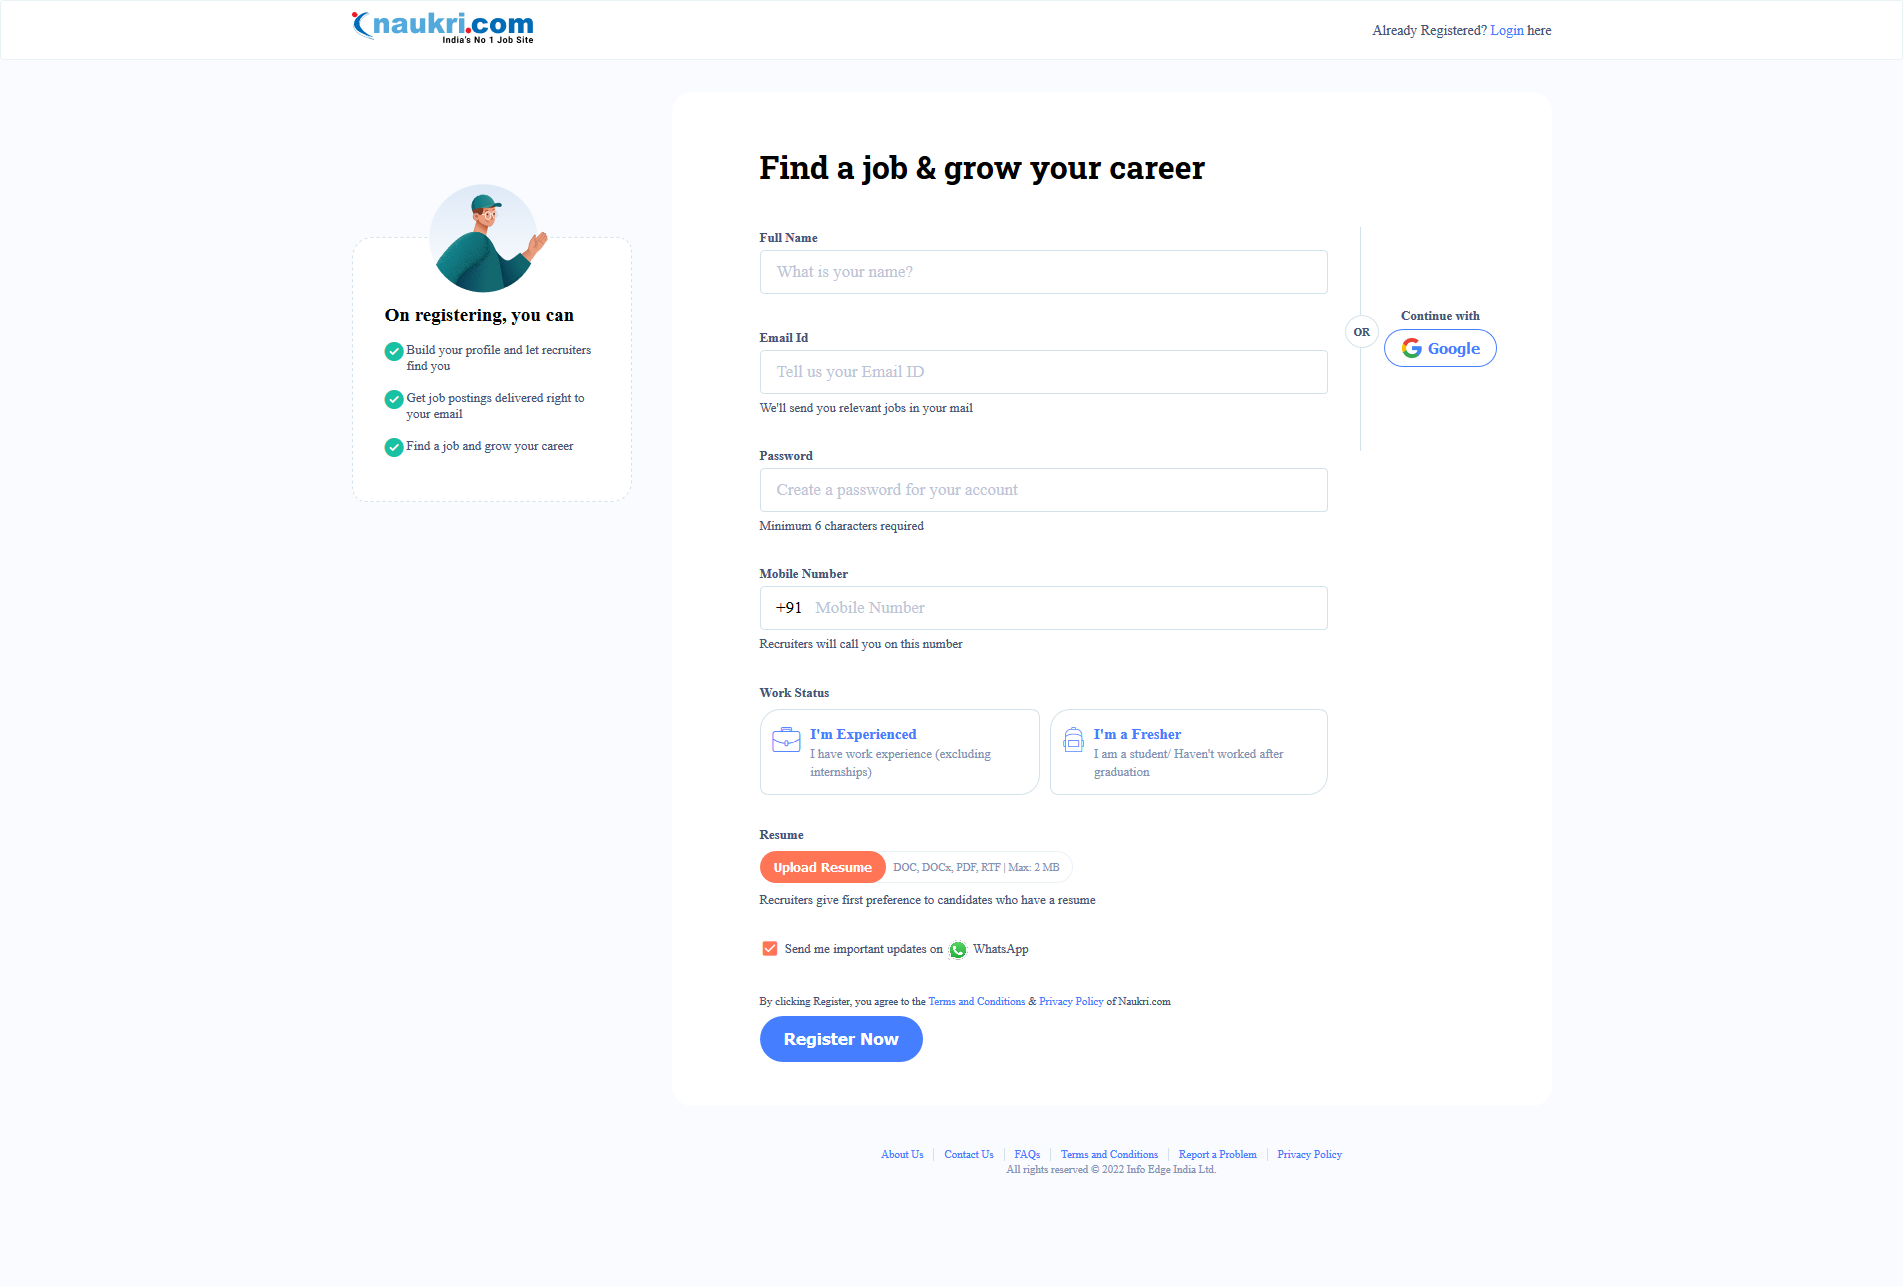 naukri.com
India's No 1 Job Site
Already Registered? Login here
On registering, you can
Build your profile and let recruiters
find you
Get job postings delivered right to
your email
Find a job and grow your career
Find a job & grow your career
Full Name
What is your name?
Email Id
Tell us your Email ID
We'll send you relevant jobs in your mail
Password
Create a password for your account
Minimum 6 characters required
Mobile Number
+91 Mobile Number
Recruiters will call you on this number
Work Status
I'm Experienced
I have work experience (excluding
internships)
I'm a Fresher
I am a student/ Haven't worked after
graduation
Resume
Upload Resume DOC, DOCx, PDF, RTF | Max: 2 MB
Recruiters give first preference to candidates who have a resume
Send me important updates on WhatsApp
By clicking Register, you agree to the Terms and Conditions & Privacy Policy of Naukri.com
Register Now
OR
Continue with
Google
About Us Contact Us FAQs Terms and Conditions Report a Problem Privacy Policy
All rights reserved © 2022 Info Edge India Ltd.